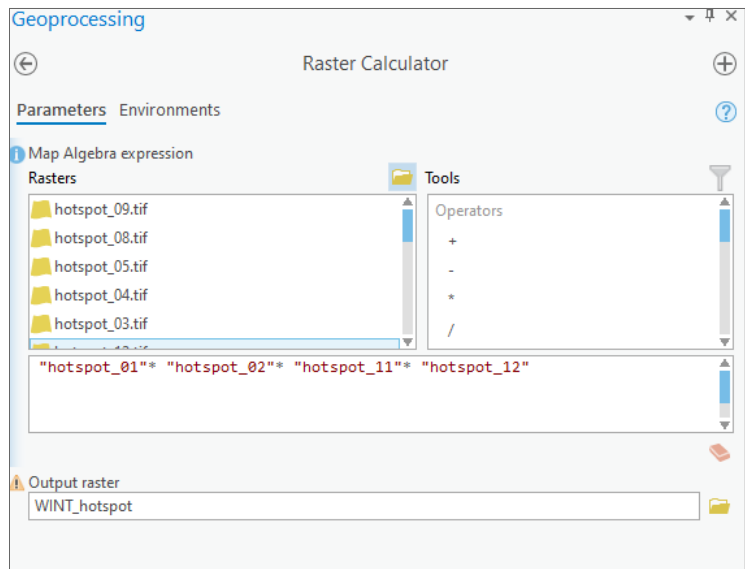 Geoprocessing
Raster Calculator
Parameters Environments
Map Algebra expression
Rasters
Tools
hotspot_09.tif
hotspot_08.tif
hotspot_05.tif
hotspot_04.tif
hotspot_03.tif
Operators
+
-
*
/
"hotspot_01"* "hotspot_02"* "hotspot_11"* "hotspot_12"
Output raster
WINT_hotspot